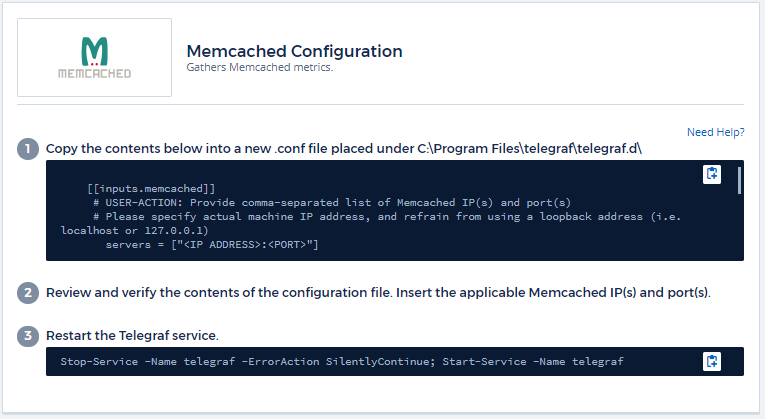 MEMCACHED
Memcached Configuration
Gathers Memcached metrics.
Need Help?
1 Copy the contents below into a new .conf file placed under C:\Program Files\telegraf\telegraf.d\
[[inputs.memcached]]
# USER-ACTION: Provide comma-separated list of Memcached IP(s) and port(s)
# Please specify actual machine IP address, and refrain from using a loopback address (i.e.
localhost or 127.0.0.1)
servers = ["<IP ADDRESS>:<PORT>"]
2 Review and verify the contents of the configuration file. Insert the applicable Memcached IP(s) and port(s).
3 Restart the Telegraf service.
Stop-Service -Name telegraf -ErrorAction SilentlyContinue; Start-Service -Name telegraf